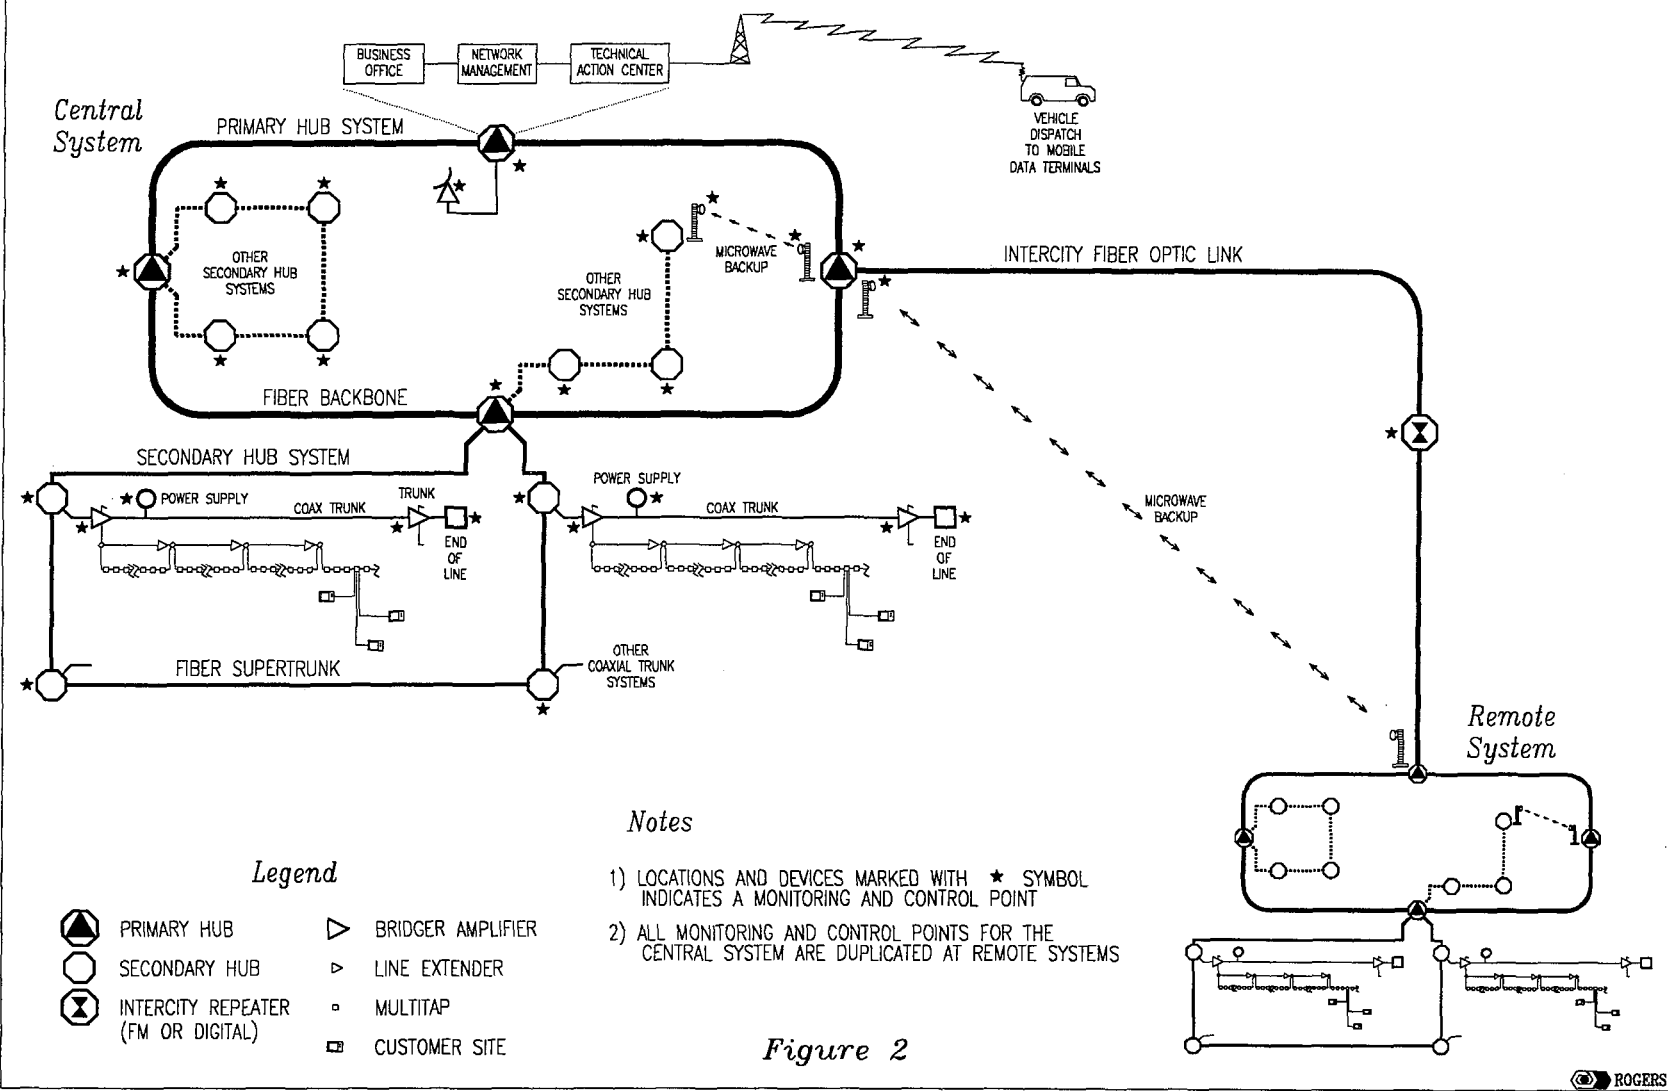 BUSINESS
OFFICE
NETWORK
MANAGEMENT
TECHNICAL
ACTION CENTER
VEHICLE
DISPATCH
TO MOBILE
DATA TERMINALS
Central
System
PRIMARY HUB SYSTEM
OTHER
SECONDARY HUB
SYSTEMS
OTHER
SECONDARY HUB
SYSTEMS
MICROWAVE
BACKUP
INTERCITY FIBER OPTIC LINK
FIBER BACKBONE
SECONDARY HUB SYSTEM
POWER SUPPLY
COAX TRUNK
TRUNK
END
OF
LINE
POWER SUPPLY
COAX TRUNK
END
OF
LINE
MICROWAVE
BACKUP
FIBER SUPERTRUNK
OTHER
COAXIAL TRUNK
SYSTEMS
Remote
System
Legend
PRIMARY HUB
SECONDARY HUB
INTERCITY REPEATER
(FM OR DIGITAL)
BRIDGER AMPLIFIER
LINE EXTENDER
MULTITAP
CUSTOMER SITE
Notes
1) LOCATIONS AND DEVICES MARKED WITH ★ SYMBOL
INDICATES A MONITORING AND CONTROL POINT
2) ALL MONITORING AND CONTROL POINTS FOR THE
CENTRAL SYSTEM ARE DUPLICATED AT REMOTE SYSTEMS
Figure 2
ROGERS